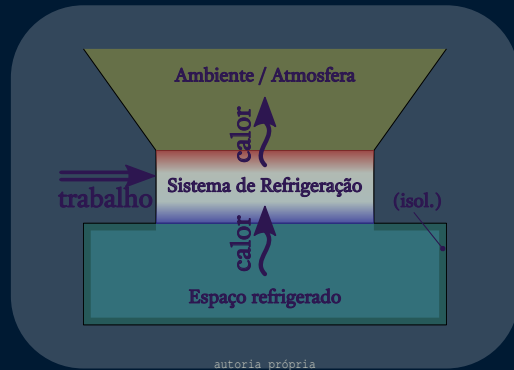 Ambiente / Atmosfera
calor
trabalho
Sistema de Refrigeração
(isol.)
calor
Espaço refrigerado
autoria própria